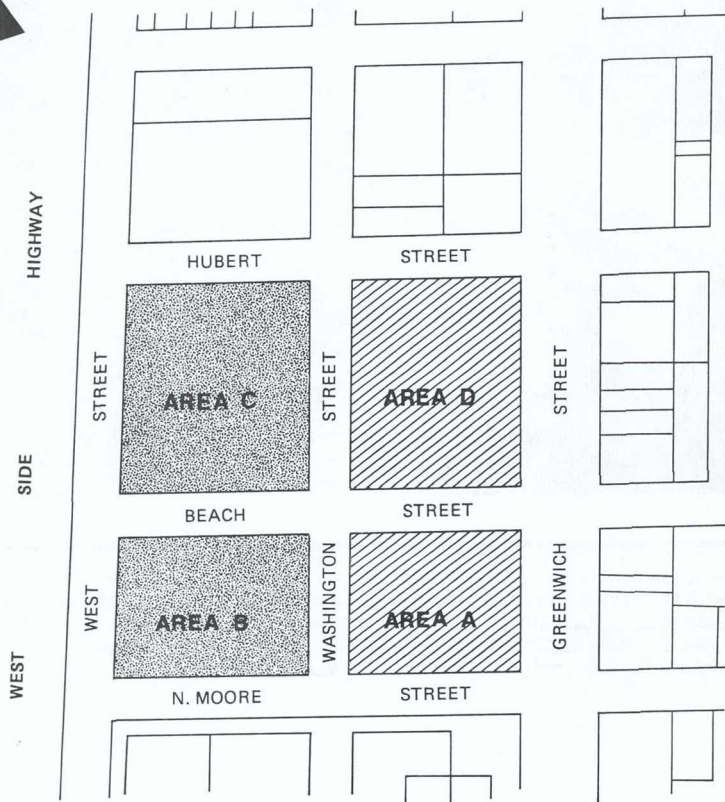 HUBERT STREET
AREA C
AREA D
BEACH STREET
AREA B
AREA A
N. MOORE STREET
WEST SIDE HIGHWAY
WEST STREET
WASHINGTON STREET
GREENWICH STREET